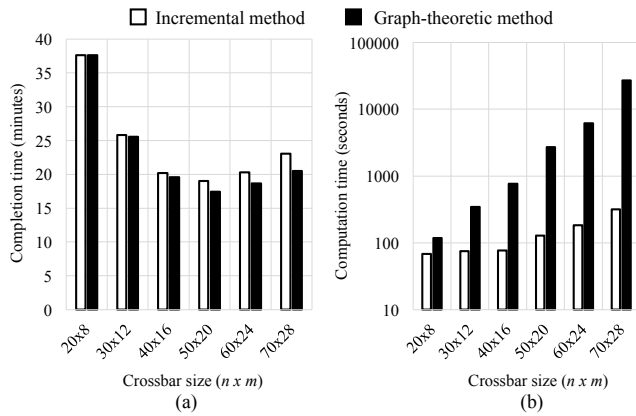 Incremental method
Graph-theoretic method
Completion time (minutes)
40
35
30
25
20
15
10
5
0
20x8
30x12
40x16
50x20
60x24
70x28
Crossbar size (n x m)
(a)
Computation time (seconds)
100000
10000
1000
100
10
20x8
30x12
40x16
50x20
60x24
70x28
Crossbar size (n x m)
(b)